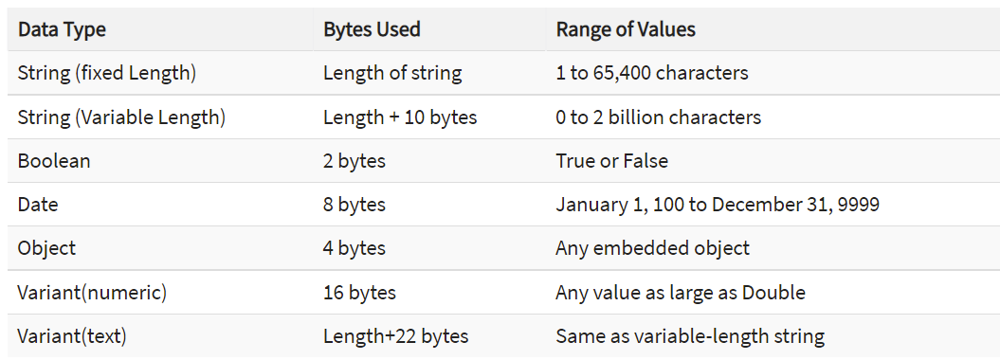 Data Type Bytes Used Range of Values
String (fixed Length) Length of string 1 to 65,400 characters
String (Variable Length) Length + 10 bytes 0 to 2 billion characters
Boolean 2 bytes True or False
Date 8 bytes January 1, 100 to December 31, 9999
Object 4 bytes Any embedded object
Variant(numeric) 16 bytes Any value as large as Double
Variant(text) Length+22 bytes Same as variable-length string